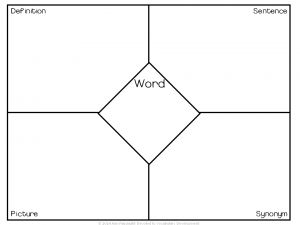 Definition
Sentence
Word
Picture
Synonym